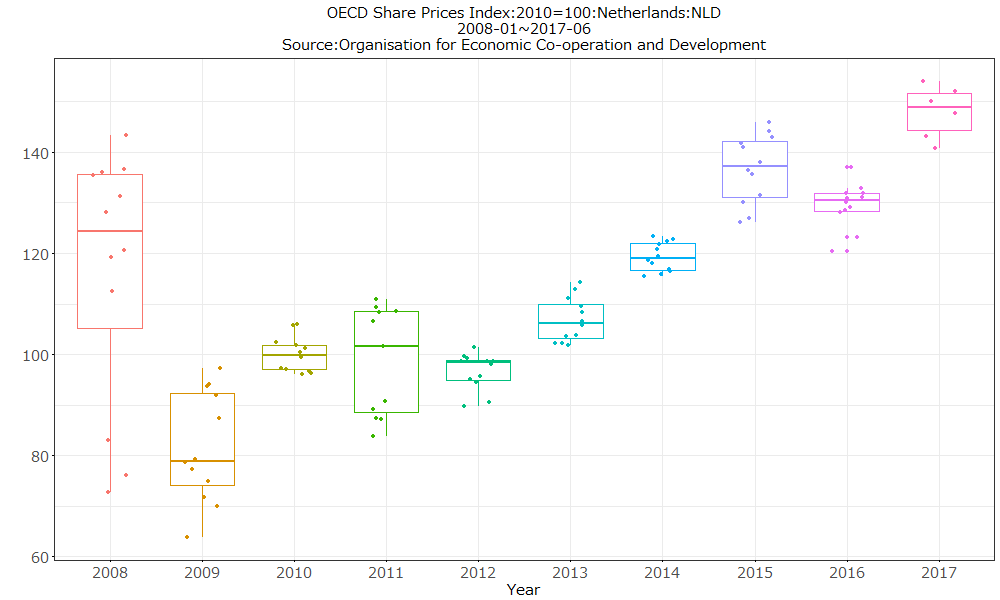 OECD Share Prices Index:2010=100:Netherlands:NLD
2008-01~2017-06
Source:Organisation for Economic Co-operation and Development
140
120
100
80
60
2008 2009 2010 2011 2012 2013 2014 2015 2016 2017
Year